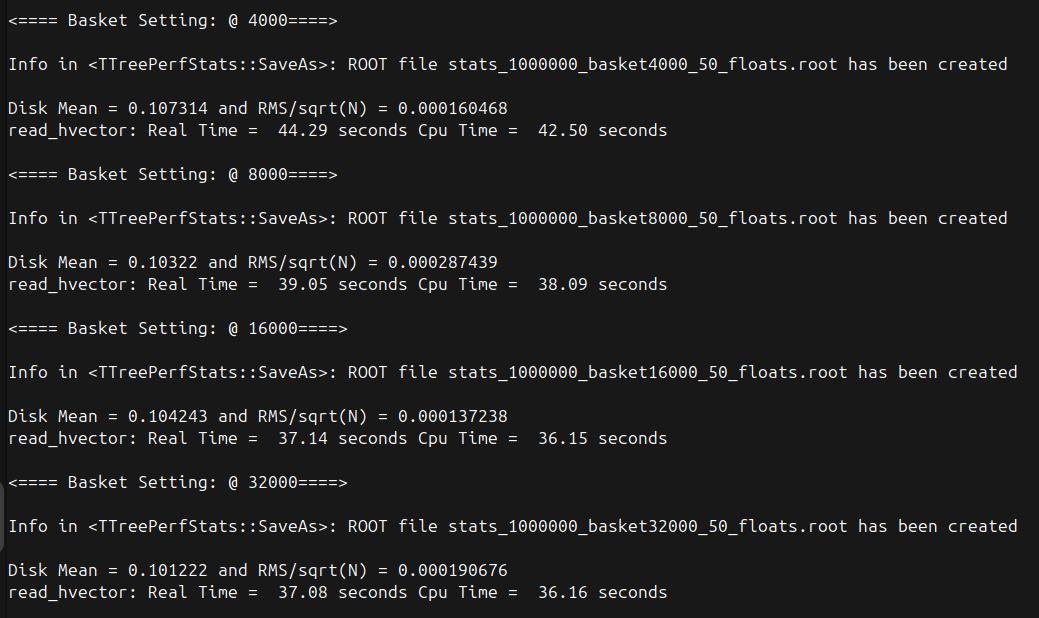 <==== Basket Setting: @ 4000====>
Info in <TTreePerfStats::SaveAs>: ROOT file stats_1000000_basket4000_50_floats.root has been created
Disk Mean = 0.107314 and RMS/sqrt(N) = 0.000160468
read_hvector: Real Time =  44.29 seconds Cpu Time =  42.50 seconds
<==== Basket Setting: @ 8000====>
Info in <TTreePerfStats::SaveAs>: ROOT file stats_1000000_basket8000_50_floats.root has been created
Disk Mean = 0.10322 and RMS/sqrt(N) = 0.000287439
read_hvector: Real Time =  39.05 seconds Cpu Time =  38.09 seconds
<==== Basket Setting: @ 16000====>
Info in <TTreePerfStats::SaveAs>: ROOT file stats_1000000_basket16000_50_floats.root has been created
Disk Mean = 0.104243 and RMS/sqrt(N) = 0.000137238
read_hvector: Real Time =  37.14 seconds Cpu Time =  36.15 seconds
<==== Basket Setting: @ 32000====>
Info in <TTreePerfStats::SaveAs>: ROOT file stats_1000000_basket32000_50_floats.root has been created
Disk Mean = 0.101222 and RMS/sqrt(N) = 0.000190676
read_hvector: Real Time =  37.08 seconds Cpu Time =  36.16 seconds